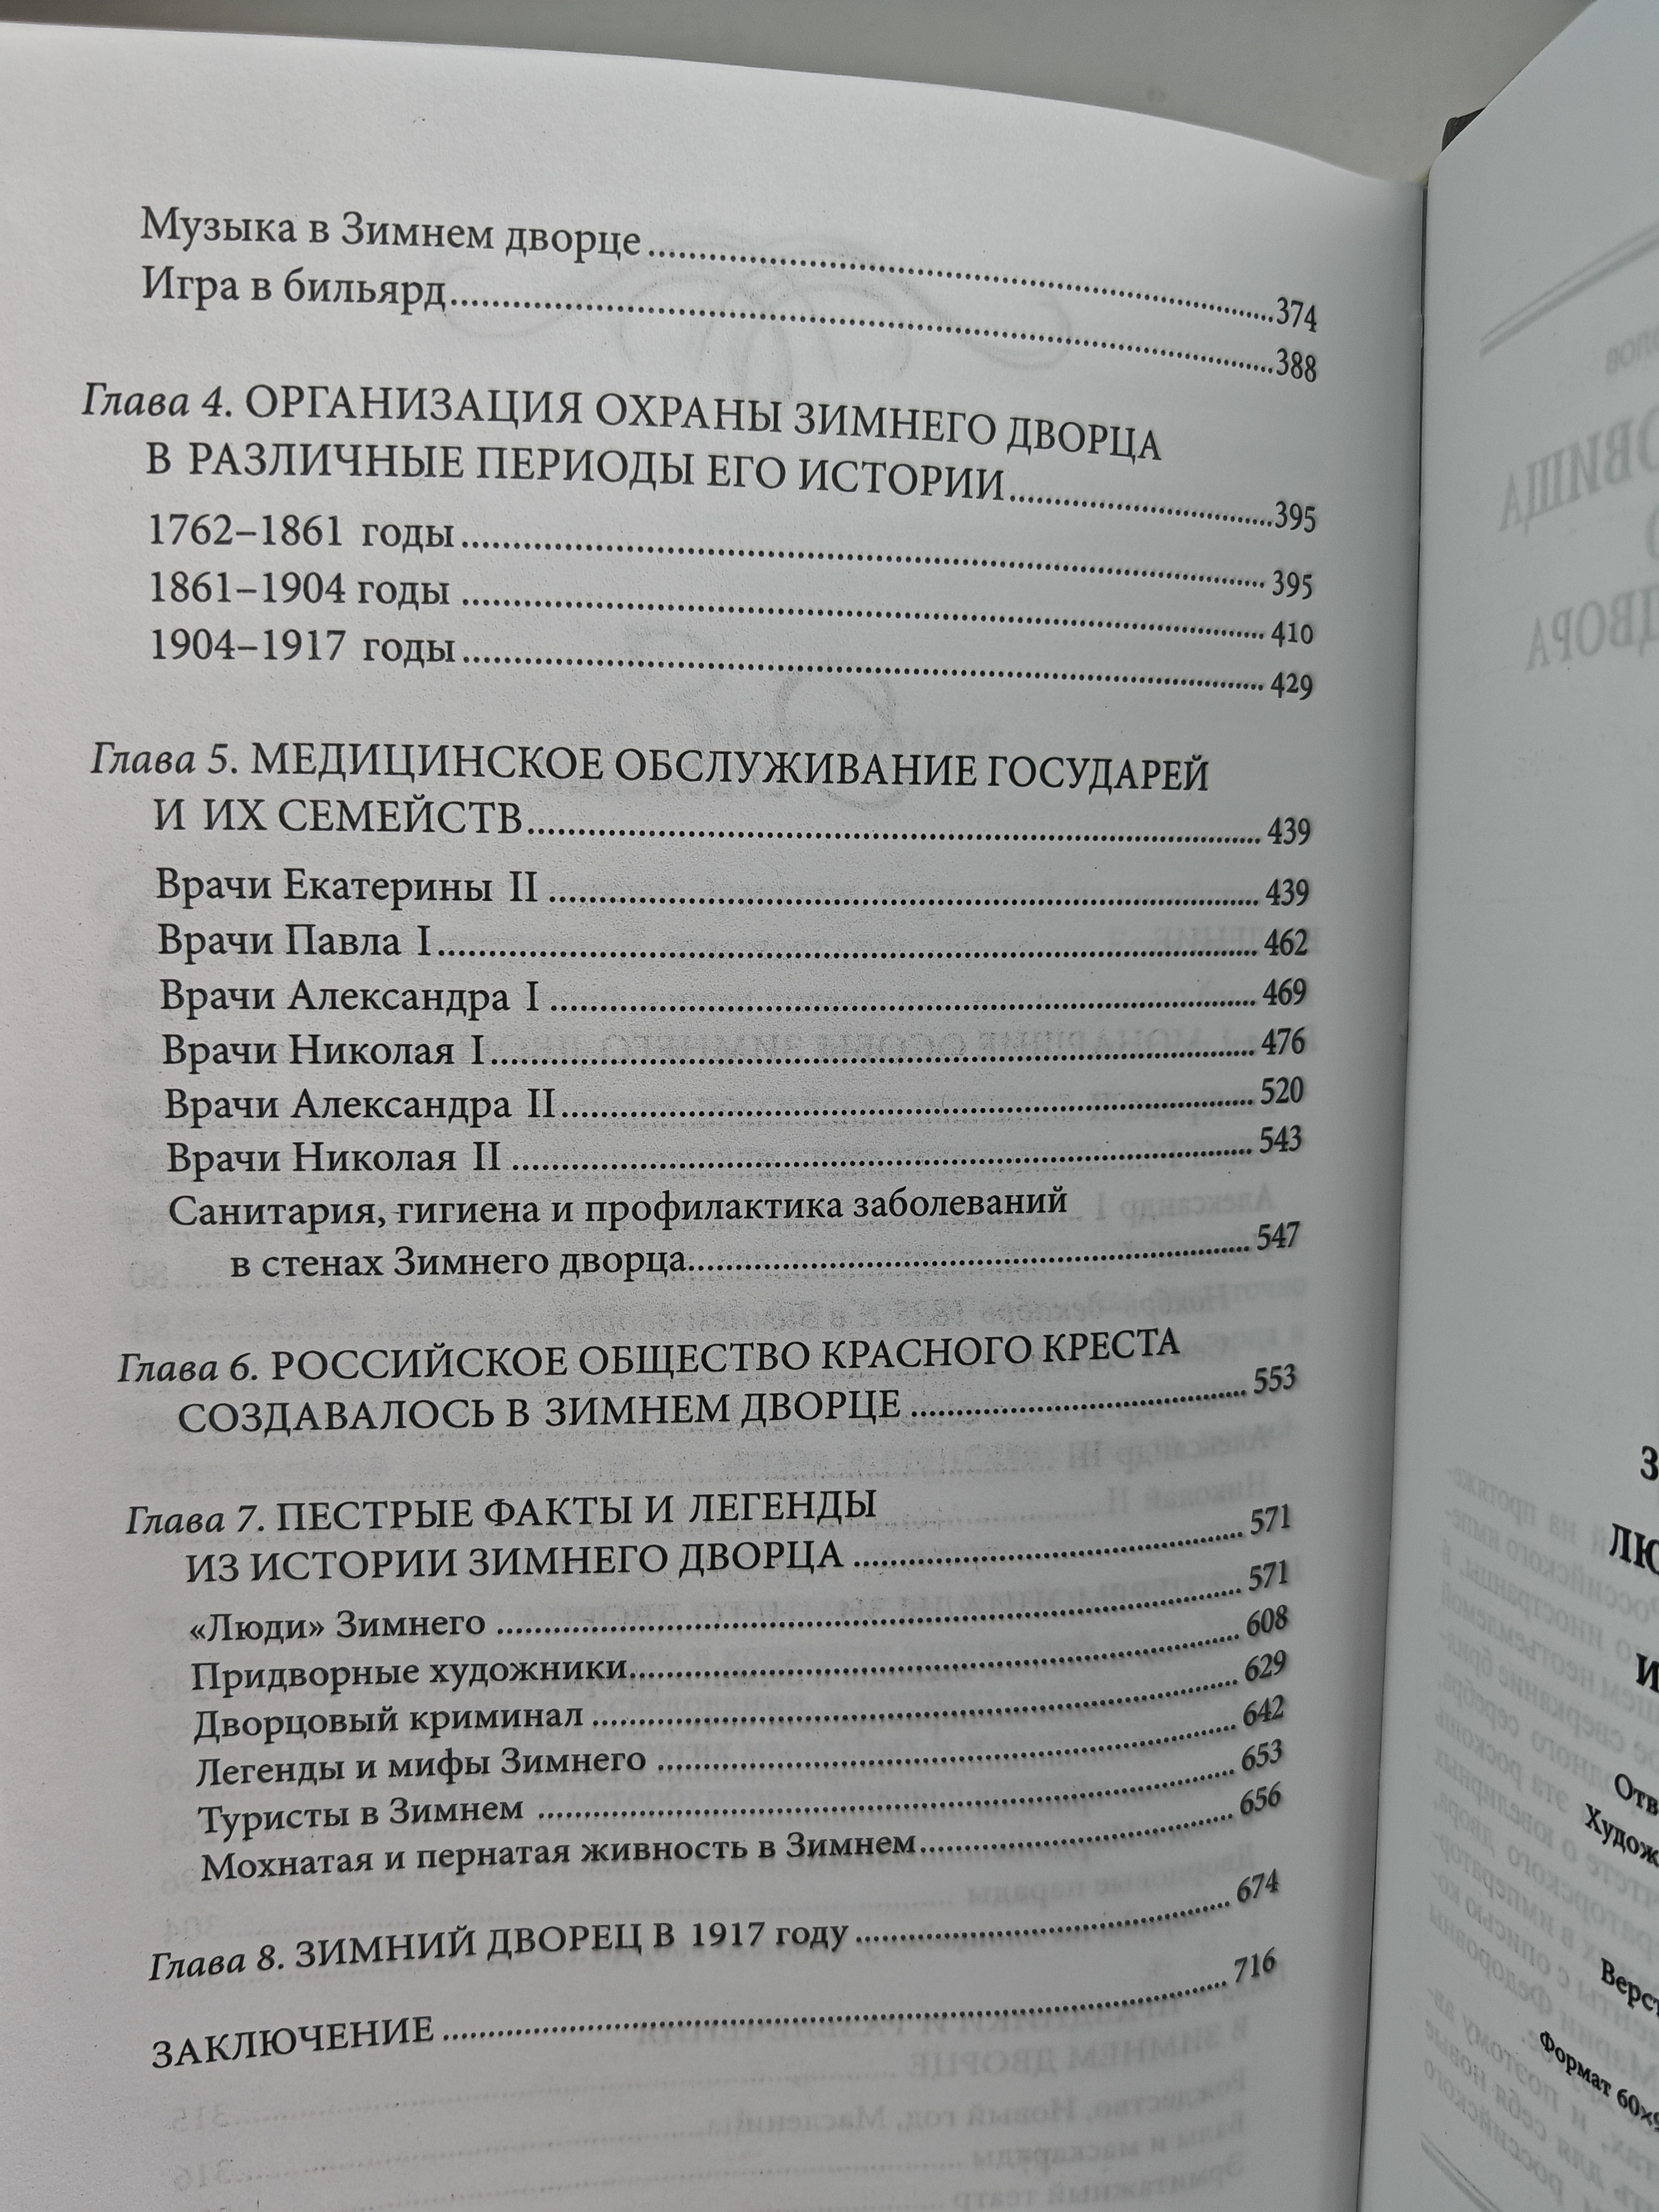 Музыка в Зимнем дворце 374
Игра в бильярд 388
Глава 4. ОРГАНИЗАЦИЯ ОХРАНЫ ЗИМНЕГО ДВОРЦА
В РАЗЛИЧНЫЕ ПЕРИОДЫ ЕГО ИСТОРИИ 395
1762–1861 годы 395
1861–1904 годы 410
1904–1917 годы 429
Глава 5. МЕДИЦИНСКОЕ ОБСЛУЖИВАНИЕ ГОСУДАРЕЙ
И ИХ СЕМЕЙСТВ 439
Врачи Екатерины II 439
Врачи Павла I 462
Врачи Александра I 469
Врачи Николая I 476
Врачи Александра II 520
Врачи Николая II 543
Санитария, гигиена и профилактика заболеваний
в стенах Зимнего дворца 547
Глава 6. РОССИЙСКОЕ ОБЩЕСТВО КРАСНОГО КРЕСТА
СОЗДАВАЛОСЬ В ЗИМНЕМ ДВОРЦЕ 553
Глава 7. ПЕСТРЫЕ ФАКТЫ И ЛЕГЕНДЫ
ИЗ ИСТОРИИ ЗИМНЕГО ДВОРЦА 571
«Люди» Зимнего 571
Придворные художники 608
Дворцовый криминал 629
Легенды и мифы Зимнего 642
Туристы в Зимнем 653
Мохнатая и пернатая живность в Зимнем 656
Глава 8. ЗИМНИЙ ДВОРЕЦ В 1917 году 674
ЗАКЛЮЧЕНИЕ 716
Формат